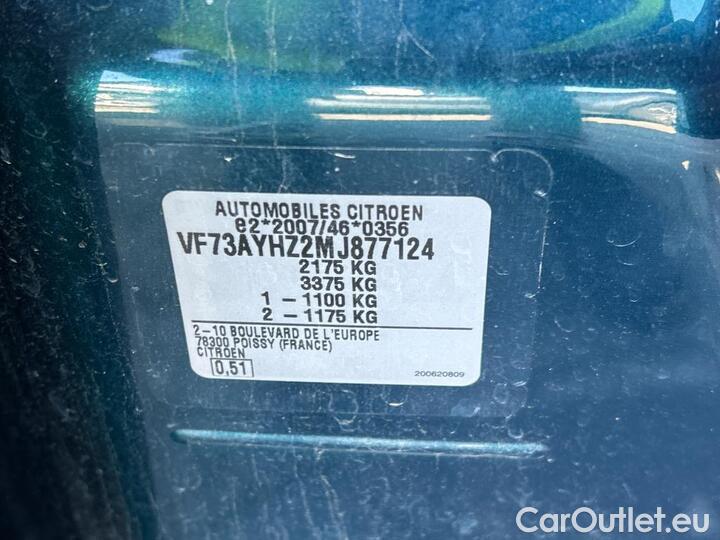 AUTOMOBILES CITROEN
e2*2007/46*0356
VF73AYHZ2MJ877124
2175 KG
3375 KG
1 – 1100 KG
2 – 1175 KG
2–10 BOULEVARD DE L'EUROPE
78300 POISSY (FRANCE)
CITROEN
0,51
200620809
CarOutlet.eu